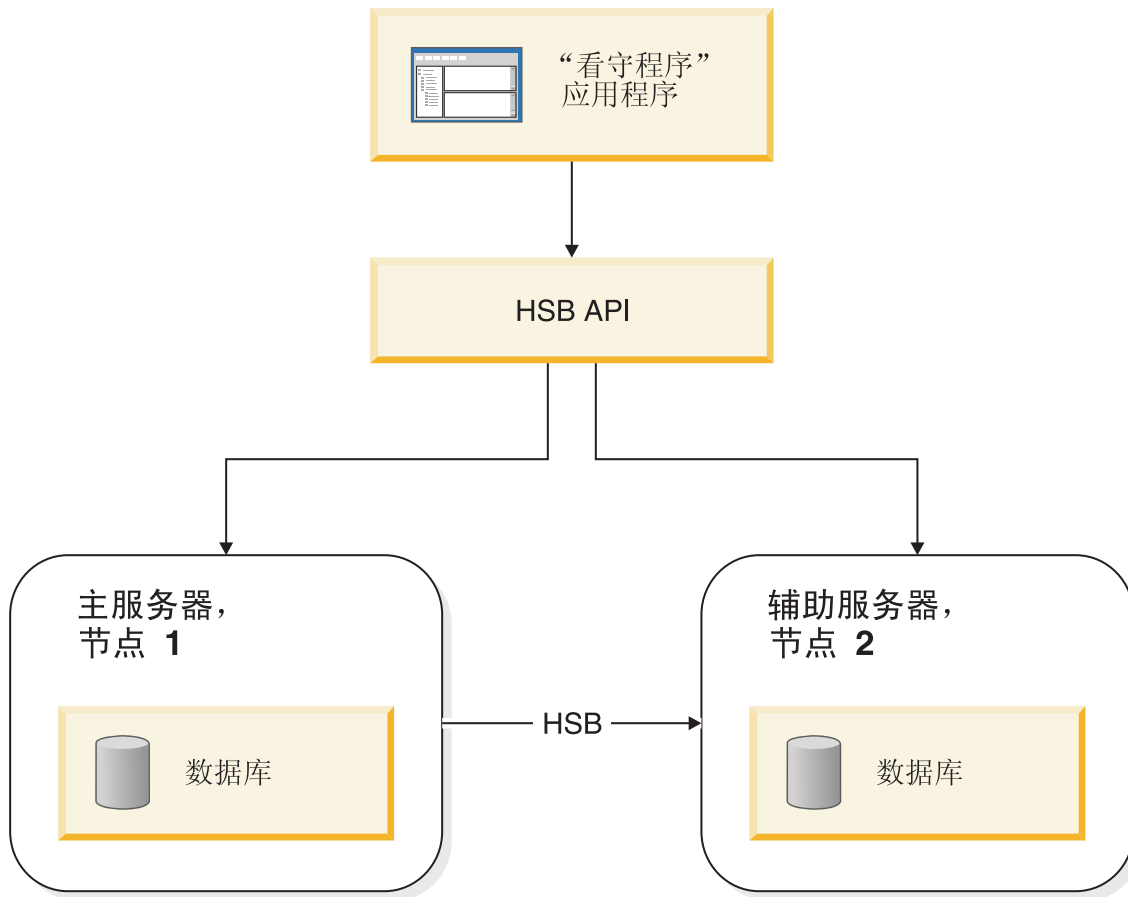 “看守程序”
应用程序
HSB API
主服务器，
节点 1
辅助服务器，
节点 2
HSB
数据库
数据库